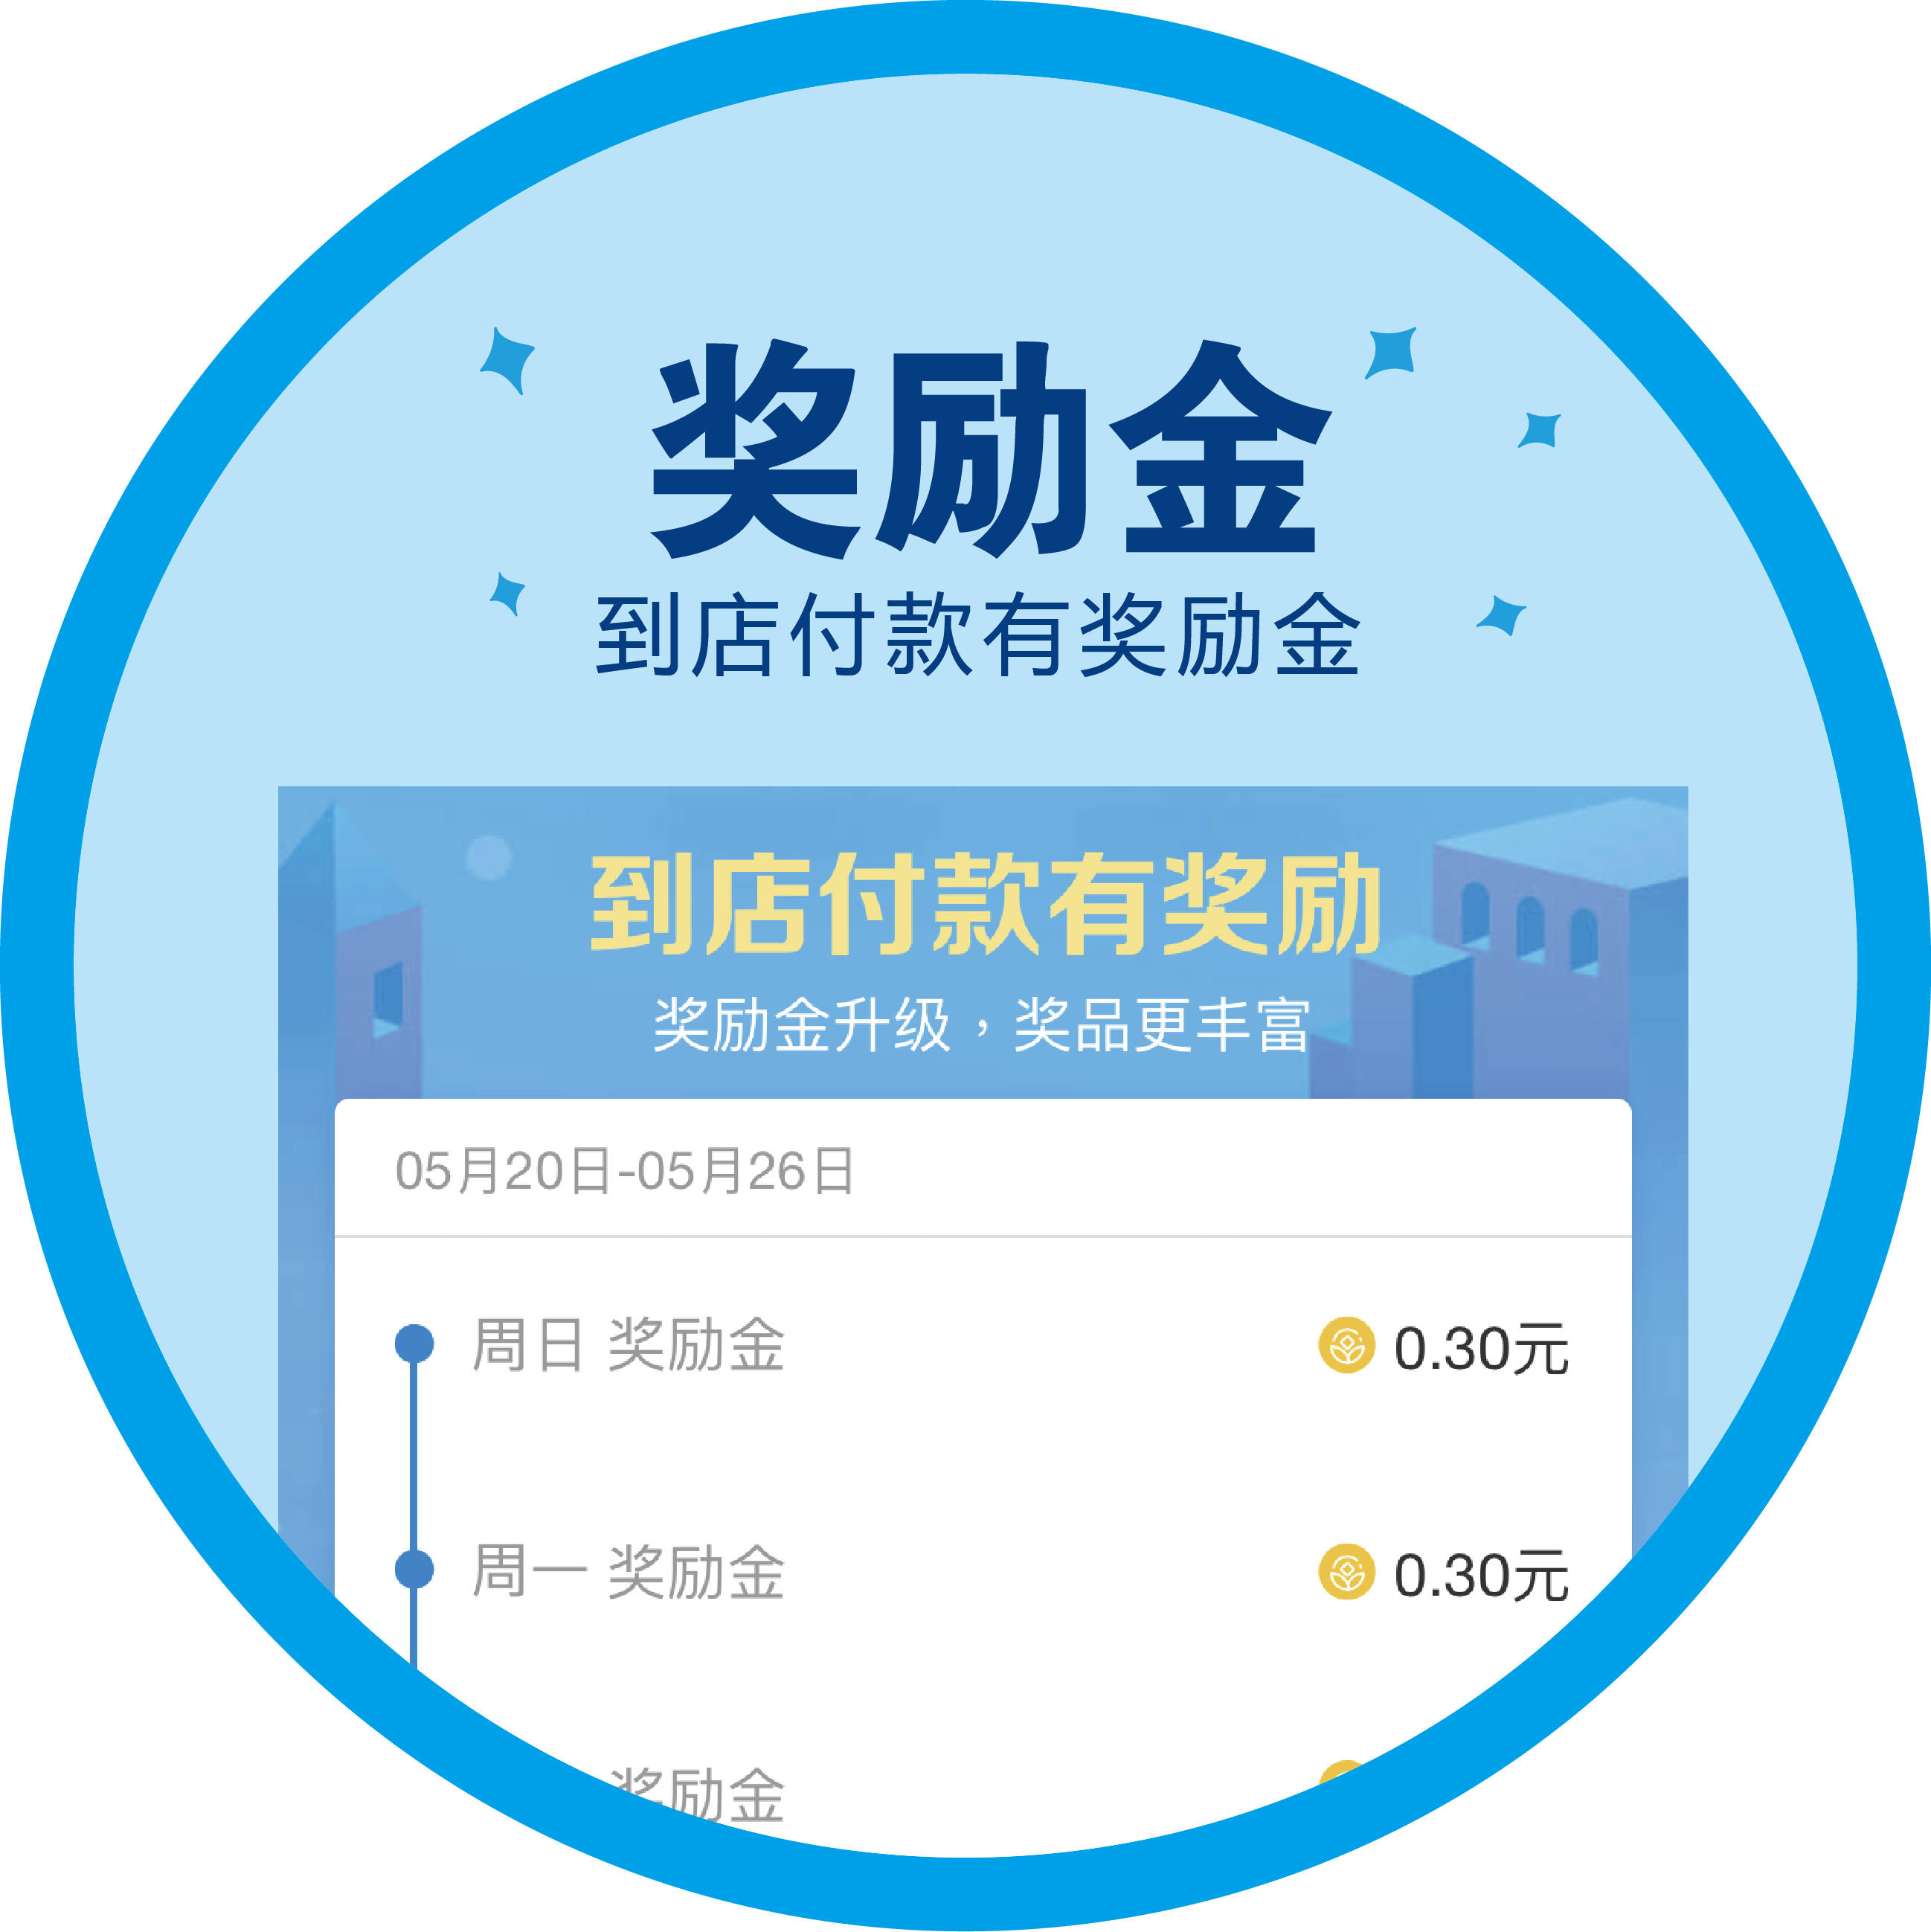 奖励金
到店付款有奖励金
到店付款有奖励
奖励金升级，奖品更丰富
05月20日-05月26日
周日 奖励金 0.30元
周一 奖励金 0.30元
奖励金